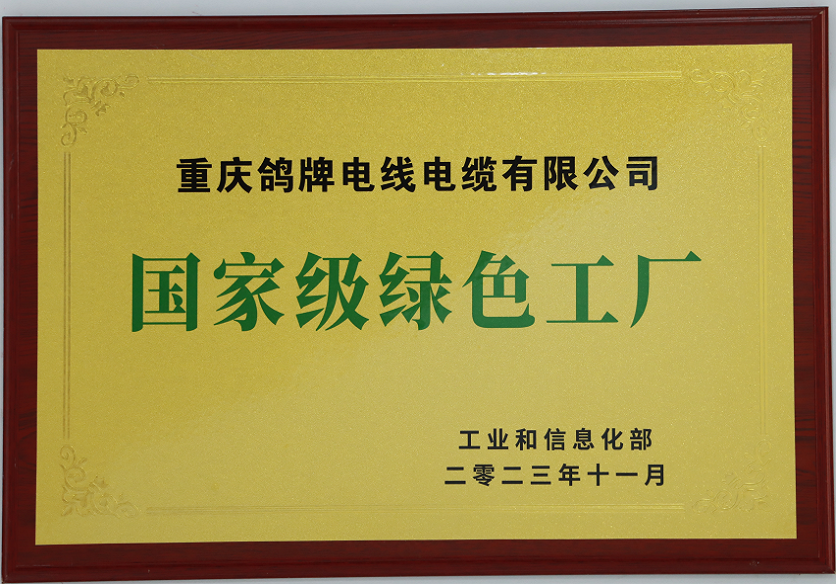 重庆鸽牌电线电缆有限公司
国家级绿色工厂
工业和信息化部
二零二三年十一月